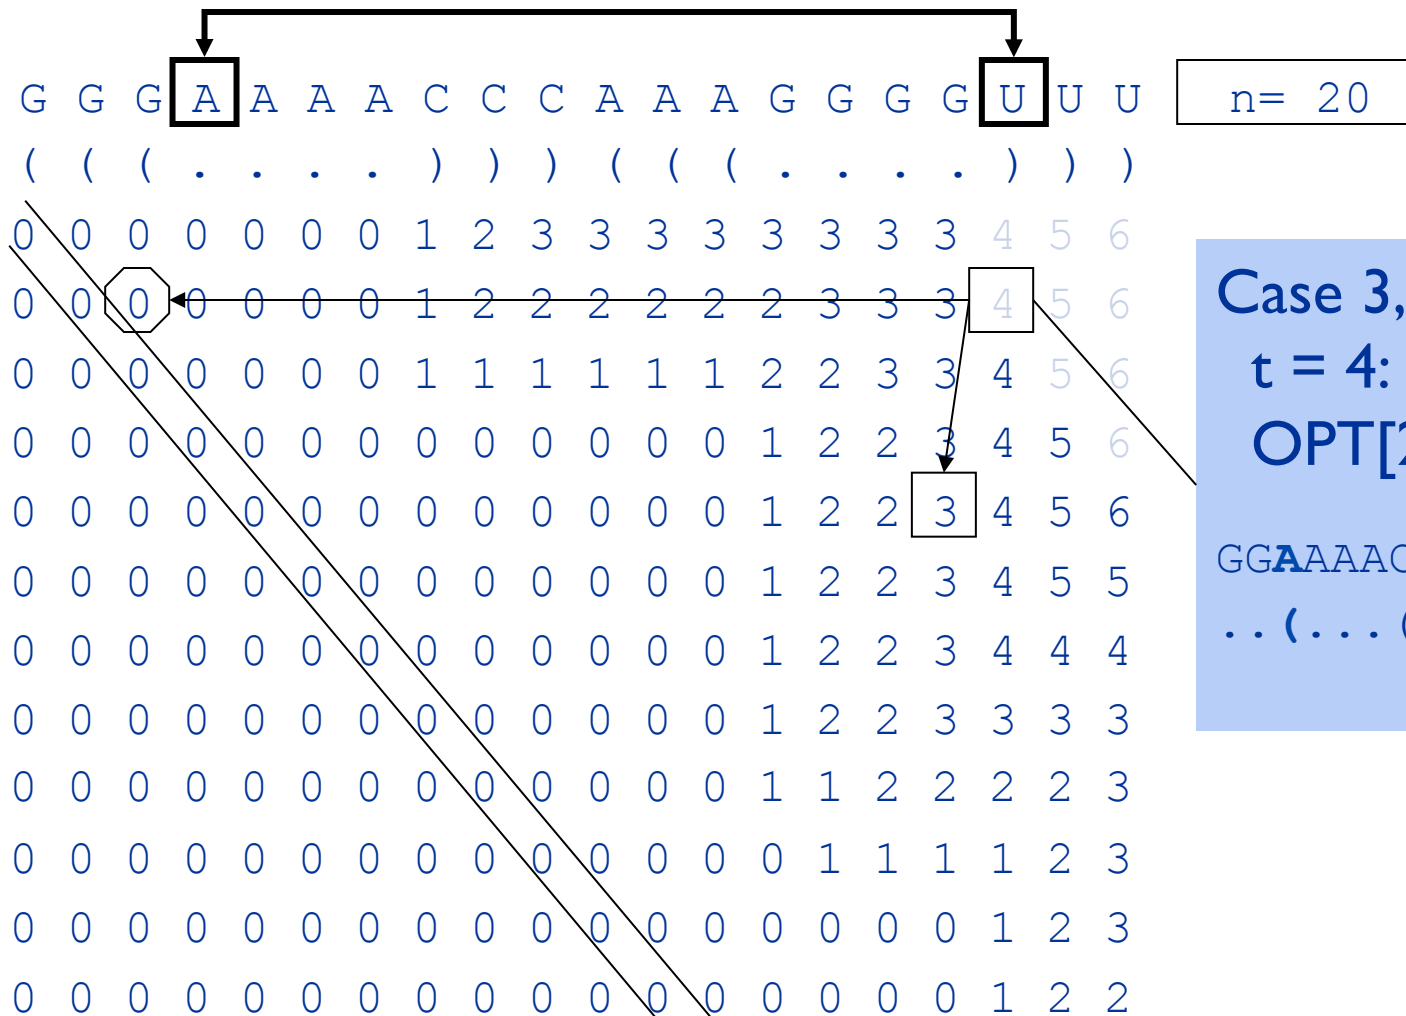 G G G A A A A C C C A A A G G G G U U U
n= 20
( ( ( . . . . ) ) ) ( ( ( . . . . ) ) )
0 0 0 0 0 0 0 1 2 3 3 3 3 3 3 3 3 4 5 6
0 0 0 0 0 0 0 1 2 2 2 2 2 2 3 3 3 4 5 6
0 0 0 0 0 0 0 1 1 1 1 1 1 2 2 3 3 4 5 6
0 0 0 0 0 0 0 0 0 0 0 0 0 1 2 2 3 4 5 6
0 0 0 0 0 0 0 0 0 0 0 0 0 1 2 2 3 4 5 6
0 0 0 0 0 0 0 0 0 0 0 0 0 1 2 2 3 4 5 5
0 0 0 0 0 0 0 0 0 0 0 0 0 1 2 2 3 4 4 4
0 0 0 0 0 0 0 0 0 0 0 0 0 1 2 2 3 3 3 3
0 0 0 0 0 0 0 0 0 0 0 0 0 1 1 2 2 2 2 3
0 0 0 0 0 0 0 0 0 0 0 0 0 0 1 1 1 1 2 3
0 0 0 0 0 0 0 0 0 0 0 0 0 0 0 0 0 1 2 3
0 0 0 0 0 0 0 0 0 0 0 0 0 0 0 0 0 1 2 2
Case 3,
t = 4:
OPT[2
GGAAAAC
..(...(